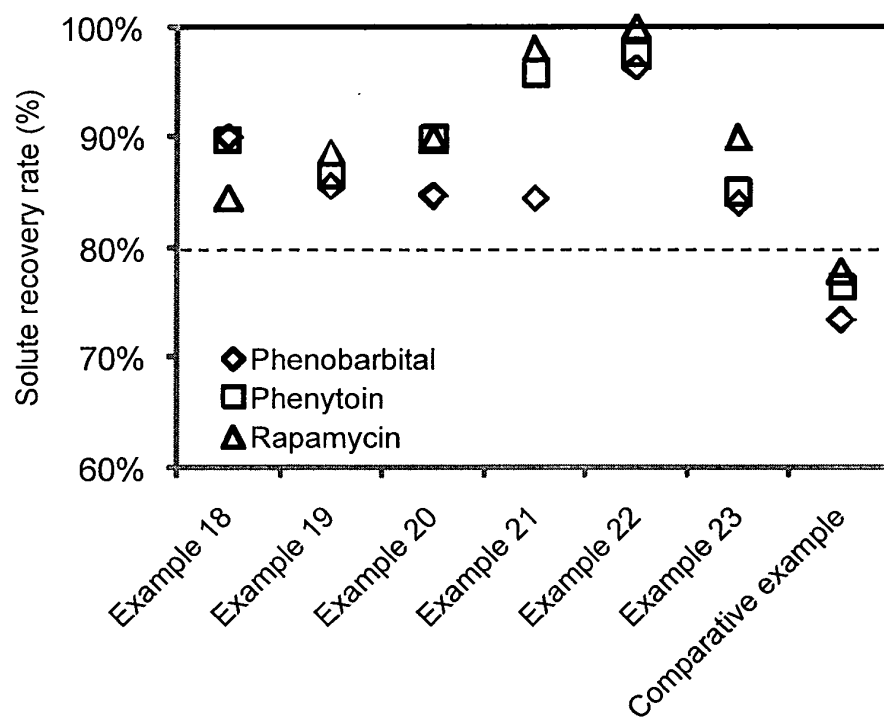 Solute recovery rate (%)
100%
90%
80%
70%
60%
Phenobarbital
Phenytoin
Rapamycin
Example 18
Example 19
Example 20
Example 21
Example 22
Example 23
Comparative example